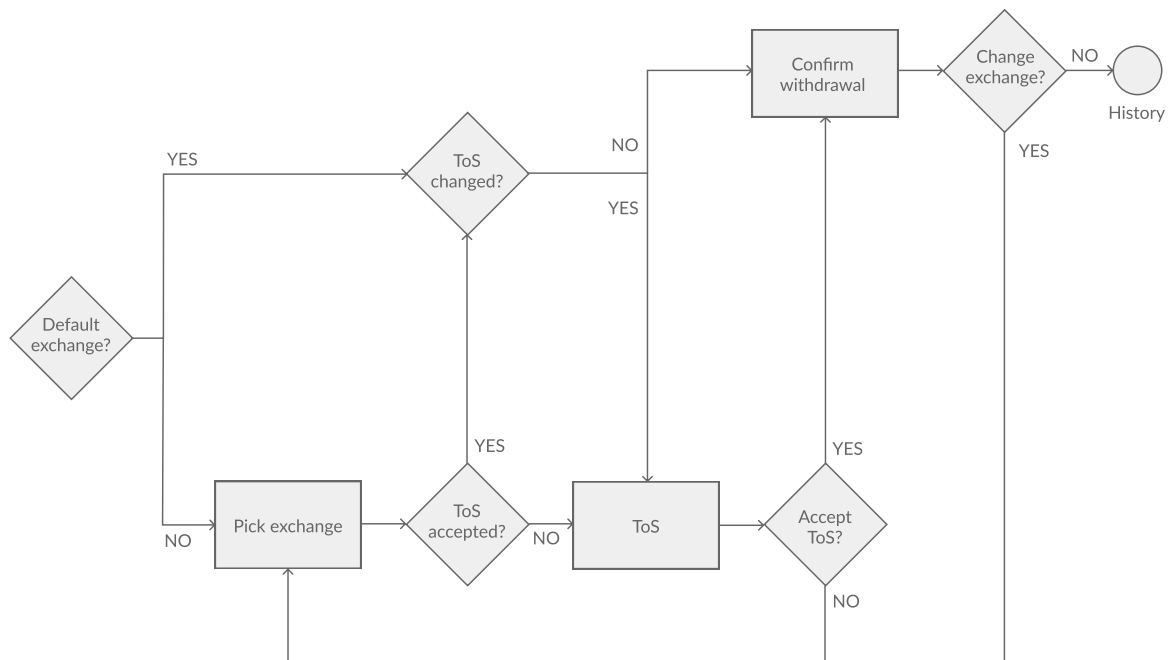 Change
exchange?
NO
History
Confirm
withdrawal
YES
NO
YES
ToS
changed?
YES
Default
exchange?
YES
YES
Pick exchange
ToS
accepted?
ToS
Accept
ToS?
NO
NO
NO